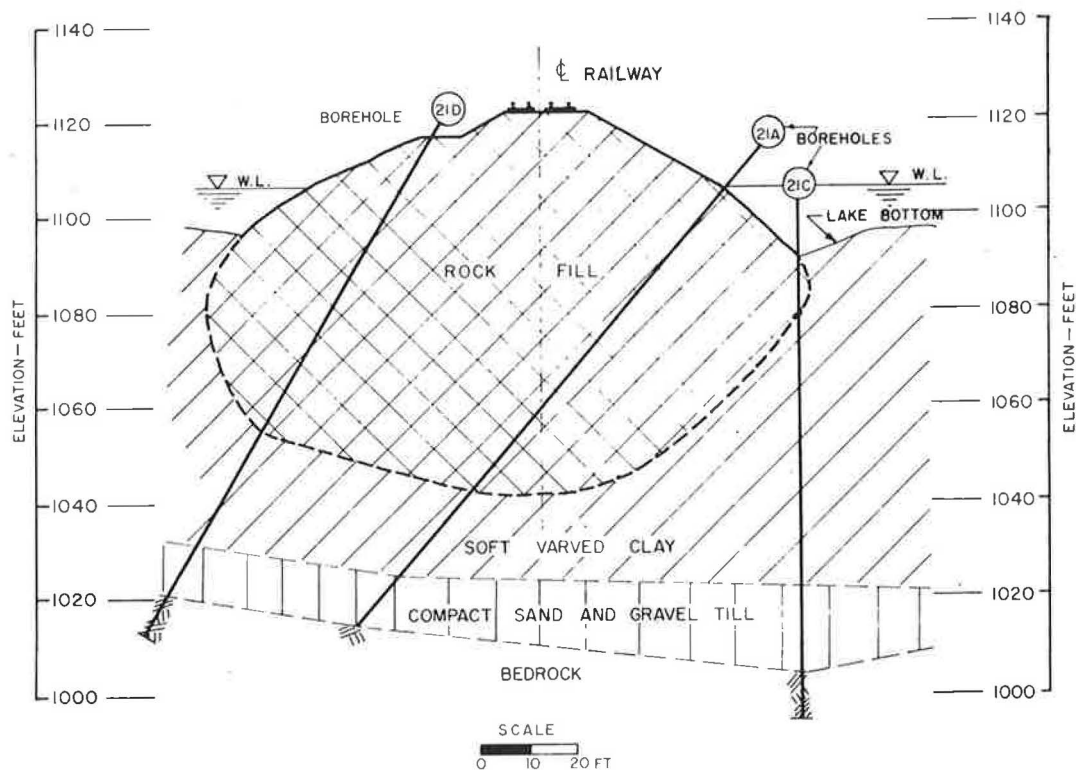 1140
1120
1100
1080
1060
1040
1020
1000
ELEVATION—FEET
℄ RAILWAY
BOREHOLE
21D
21A
BOREHOLES
21C
W.L.
W.L.
LAKE BOTTOM
ROCK FILL
SOFT VARVED CLAY
COMPACT SAND AND GRAVEL TILL
BEDROCK
1140
1120
1100
1080
1060
1040
1020
1000
ELEVATION—FEET
SCALE
0 10 20 FT